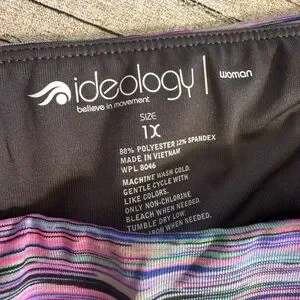 ideology | woman
believe in movement
SIZE
1X
88% POLYESTER 12% SPANDEX
MADE IN VIETNAM
WPL 8046
MACHINE WASH COLD.
GENTLE CYCLE WITH
LIKE COLORS.
ONLY NON-CHLORINE
BLEACH WHEN NEEDED.
TUMBLE DRY LOW.
IRON WHEN NEEDED.